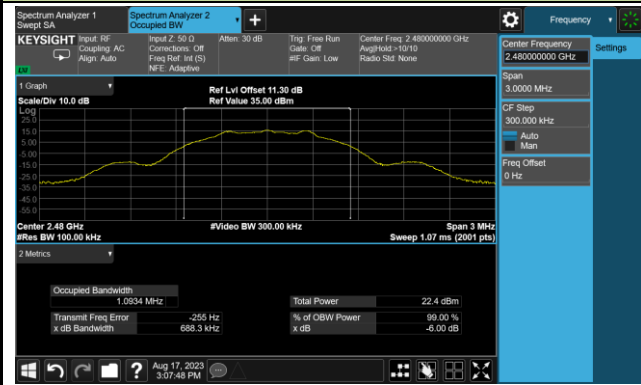 Spectrum Analyzer 1
Swept SA
Spectrum Analyzer 2
Occupied BW
Frequency
KEYSIGHT
Input: RF
Coupling: AC
Align: Auto
Input Z: 50 Ω
Corrections: Off
Freq Ref: Int (S)
NFE: Adaptive
Atten: 30 dB
Trig: Free Run
Gate: Off
#IF Gain: Low
Center Freq: 2.480000000 GHz
Avg|Hold:>10/10
Radio Std: None
Center Frequency
2.480000000 GHz
Settings
Span
3.0000 MHz
CF Step
300.000 kHz
Auto
Man
Freq Offset
0 Hz
1 Graph
Scale/Div 10.0 dB
Ref Lvl Offset 11.30 dB
Ref Value 35.00 dBm
Log
25.0
15.0
5.00
-5.00
-15.0
-25.0
-35.0
-45.0
-55.0
Center 2.48 GHz
#Res BW 100.00 kHz
#Video BW 300.00 kHz
Span 3 MHz
Sweep 1.07 ms (2001 pts)
2 Metrics
Occupied Bandwidth
1.0934 MHz
Total Power 22.4 dBm
Transmit Freq Error -255 Hz
% of OBW Power 99.00 %
x dB Bandwidth 688.3 kHz
x dB -6.00 dB
Aug 17, 2023
3:07:48 PM